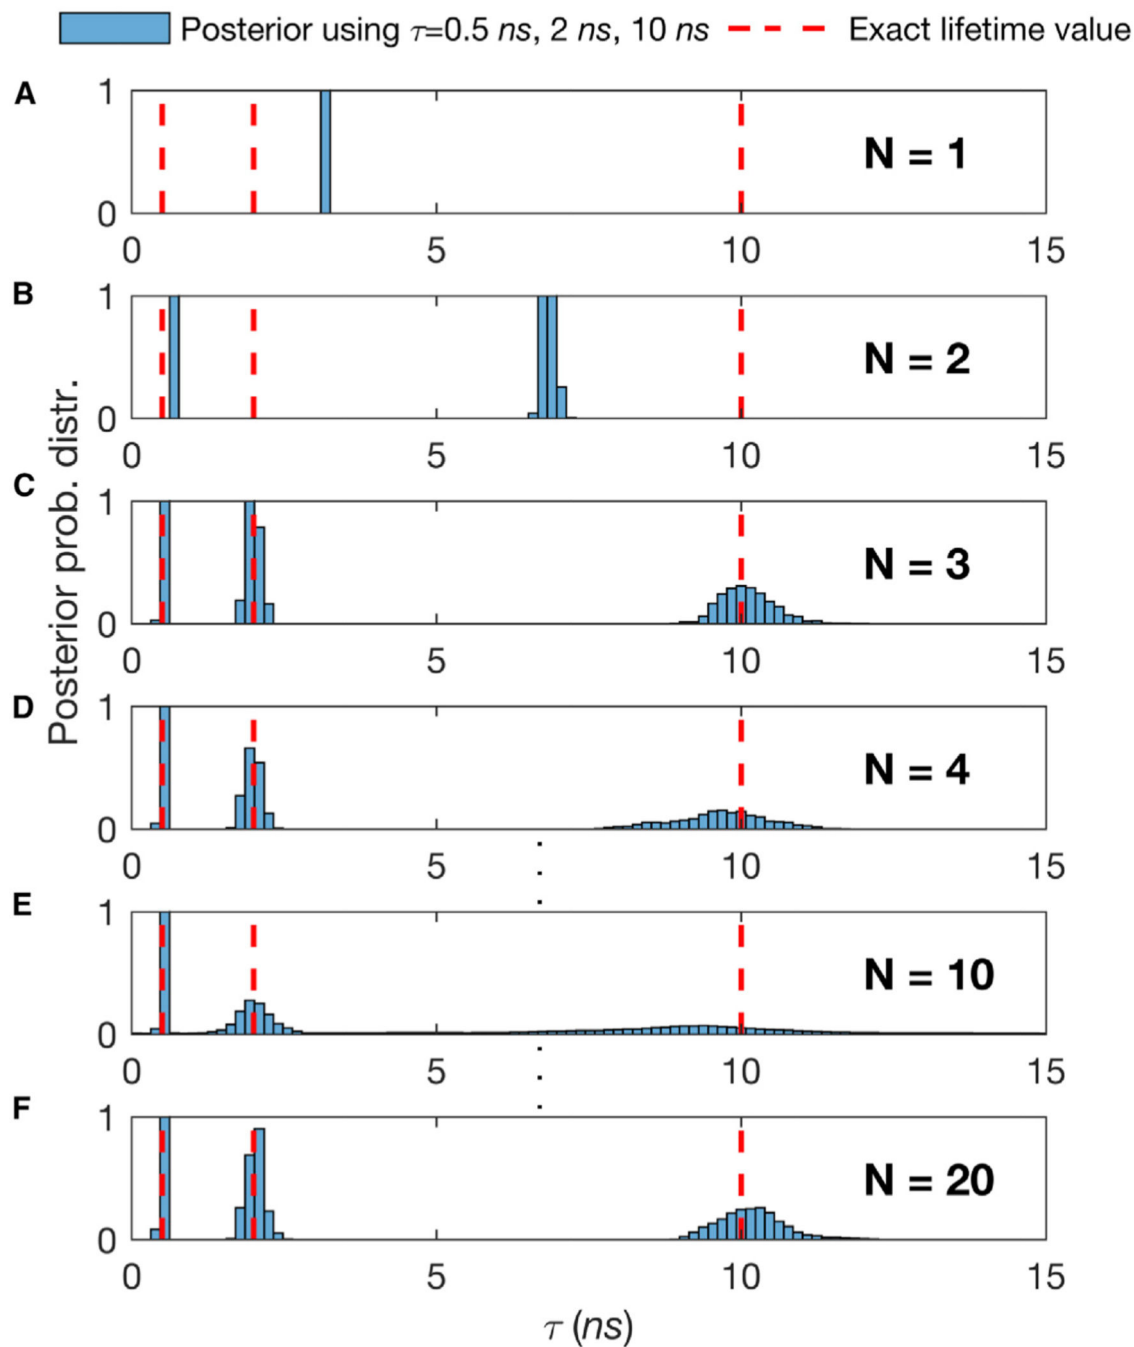 Posterior using τ=0.5 ns, 2 ns, 10 ns Exact lifetime value
A
1
0
N = 1
0 5 10 15
B
1
0
N = 2
0 5 10 15
Posterior prob. distr.
C
1
0
N = 3
0 5 10 15
D
1
0
N = 4
0 5 10 15
E
1
0
N = 10
0 5 10 15
F
1
0
N = 20
0 5 10 15
τ (ns)